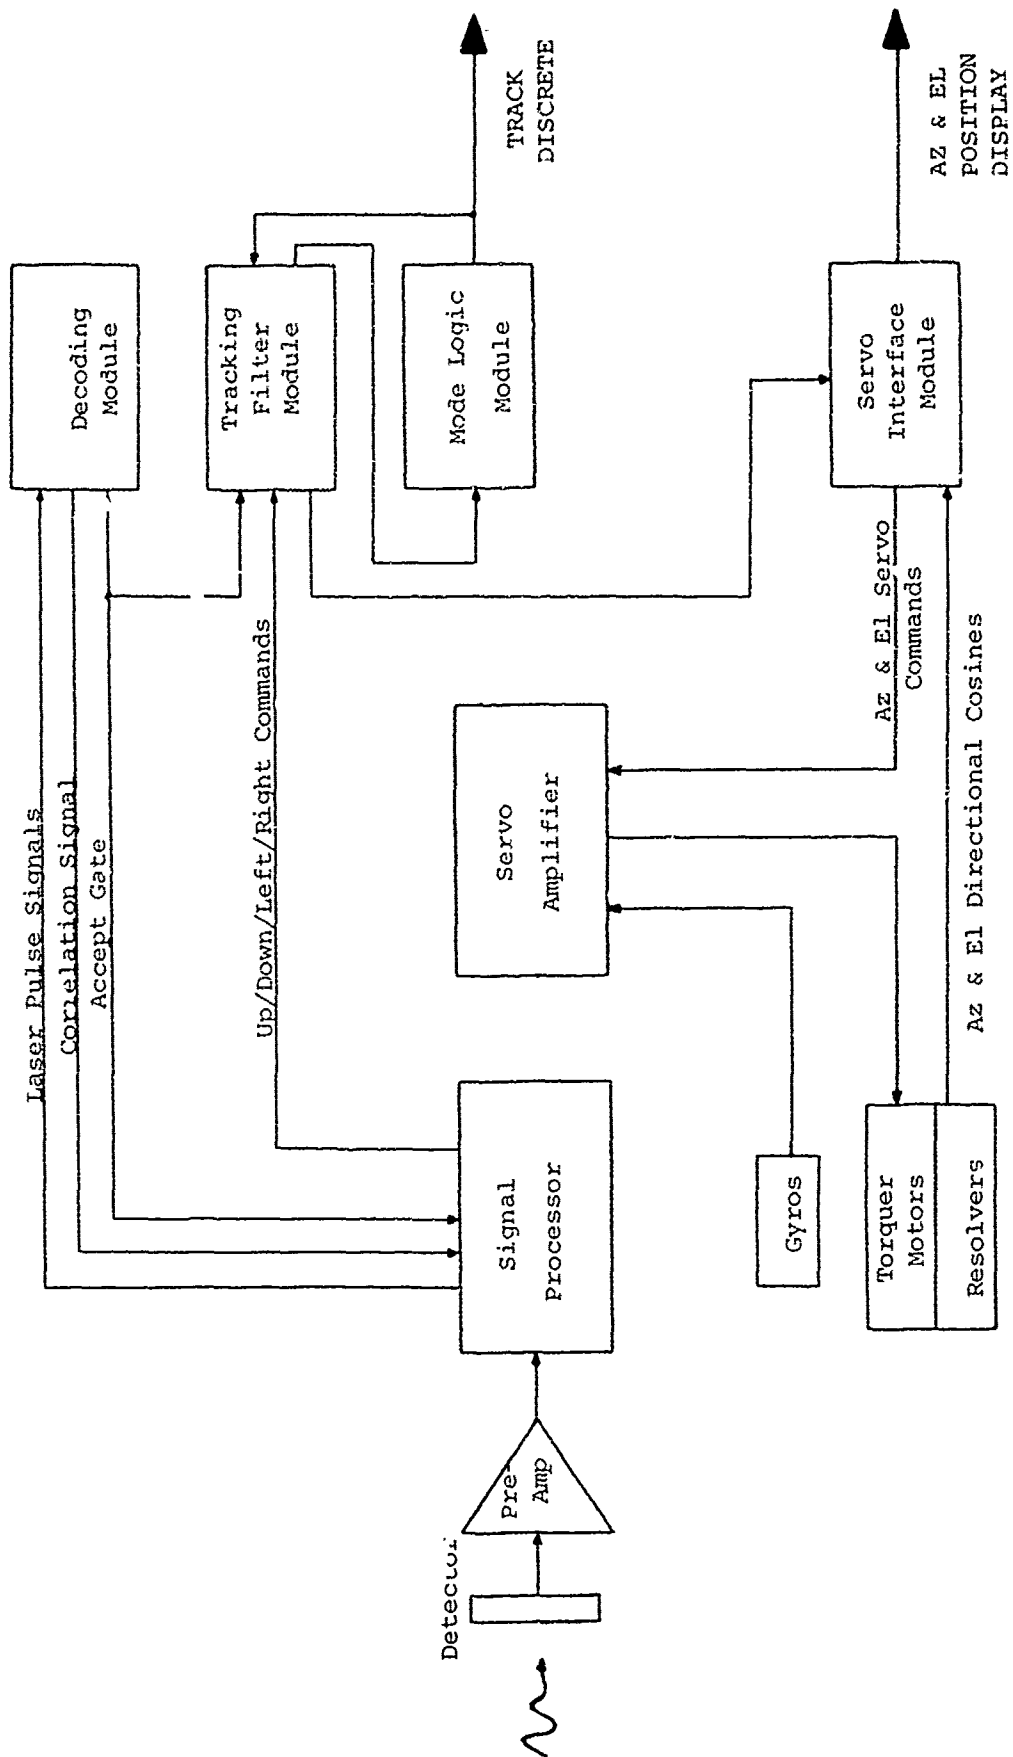 Laser Pulse Signals
Correlation Signal
Accept Gate
Decoding
Module
Up/Down/Left/Right Commands
Tracking
Filter
Module
Mode Logic
Module
TRACK
DISCRETE
Detector
Pre-
Amp
Signal
Processor
Servo
Amplifier
Gyros
Torquer
Motors
Resolvers
Az & El Servo
Commands
Az & El Directional Cosines
Servo
Interface
Module
AZ & EL
POSITION
DISPLAY